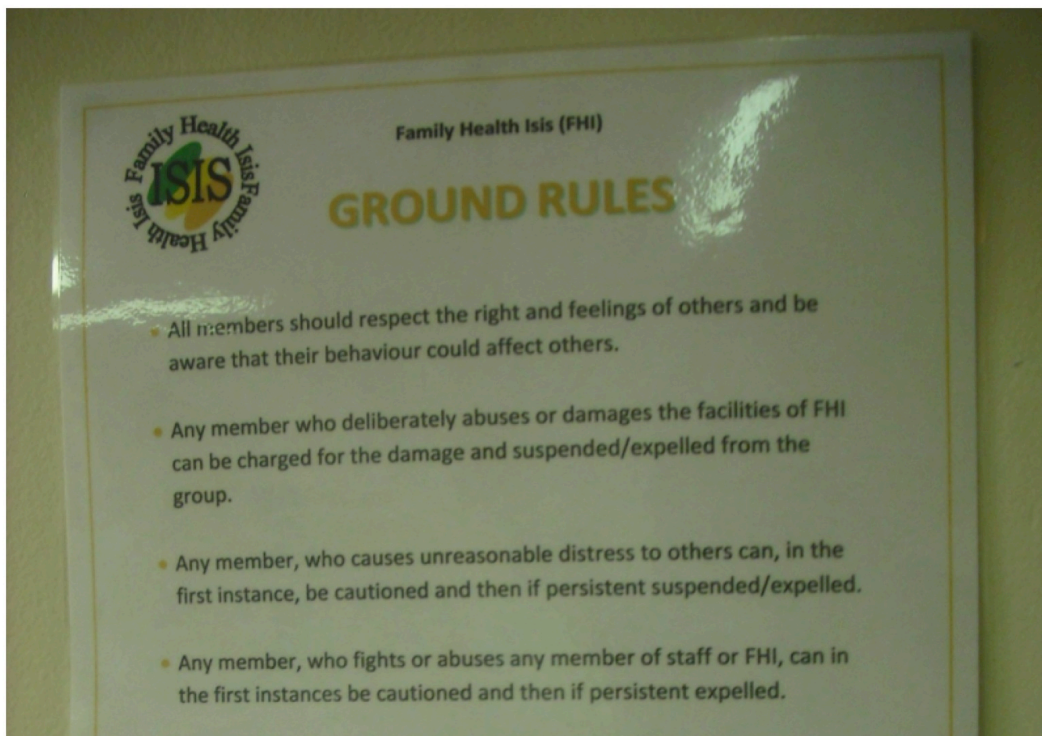 Family Health Isis Family Health Isis
ISIS
Family Health Isis (FHI)
GROUND RULES
All members should respect the right and feelings of others and be
aware that their behaviour could affect others.
Any member who deliberately abuses or damages the facilities of FHI
can be charged for the damage and suspended/expelled from the
group.
Any member, who causes unreasonable distress to others can, in the
first instance, be cautioned and then if persistent suspended/expelled.
Any member, who fights or abuses any member of staff or FHI, can in
the first instances be cautioned and then if persistent expelled.